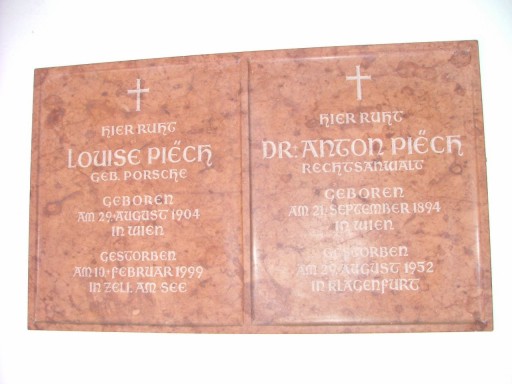 HIER RUHT
LOUISE PIËCH
GEB. PORSCHE
GEBOREN
AM 29. AUGUST 1904
IN WIEN
GESTORBEN
AM 10. FEBRUAR 1999
IN ZELL AM SEE
HIER RUHT
DR. ANTON PIËCH
RECHTSANWALT
GEBOREN
AM 21. SEPTEMBER 1894
IN WIEN
GESTORBEN
AM 29. AUGUST 1952
IN KLAGENFURT